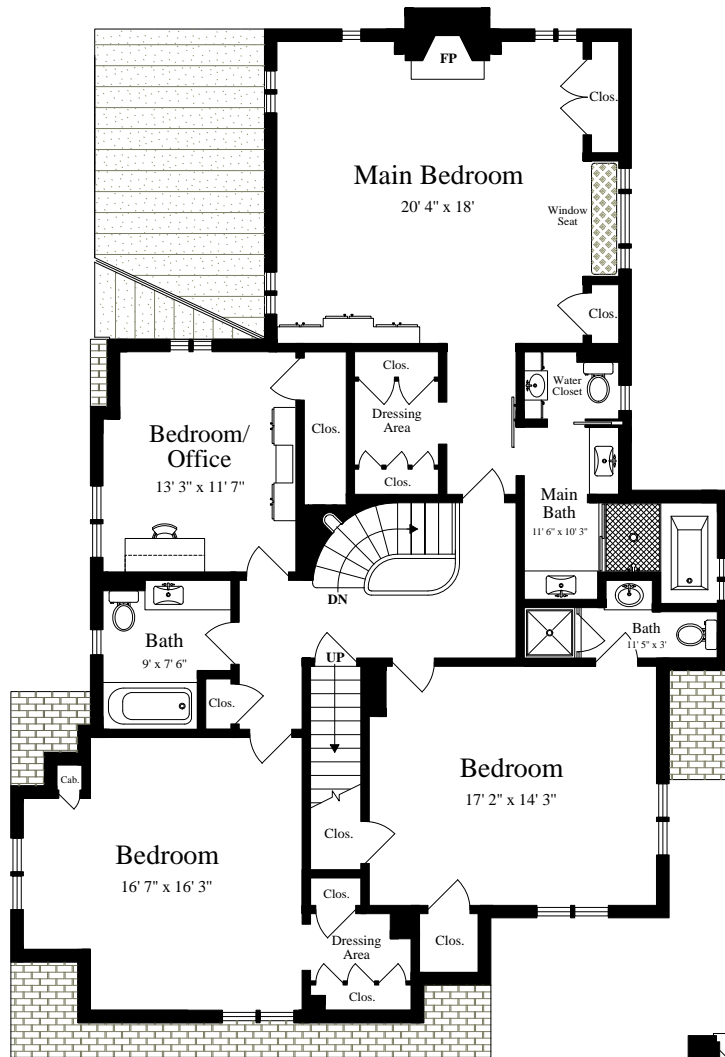 FP
Clos.
Main Bedroom
20' 4" x 18'
Window
Seat
Clos.
Clos.
Water
Closet
Dressing
Area
Clos.
Bedroom/
Office
13' 3" x 11' 7"
Clos.
Main
Bath
11' 6" x 10' 3"
DN
Bath
9' x 7' 6"
UP
Bath
11' 5" x 3'
Clos.
Cab.
Bedroom
17' 2" x 14' 3"
Clos.
Bedroom
16' 7" x 16' 3"
Clos.
Dressing
Area
Clos.
Clos.